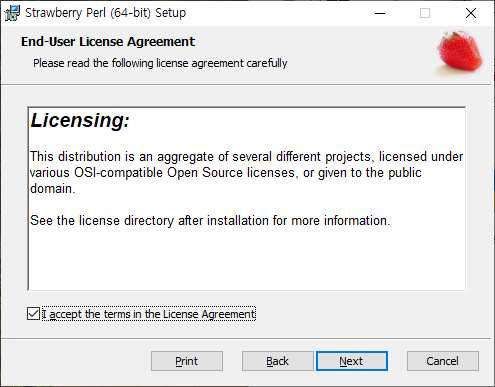 Strawberry Perl (64-bit) Setup
End-User License Agreement
Please read the following license agreement carefully
Licensing:
This distribution is an aggregate of several different projects, licensed under
various OSI-compatible Open Source licenses, or given to the public
domain.
See the license directory after installation for more information.
I accept the terms in the License Agreement
Print Back Next Cancel